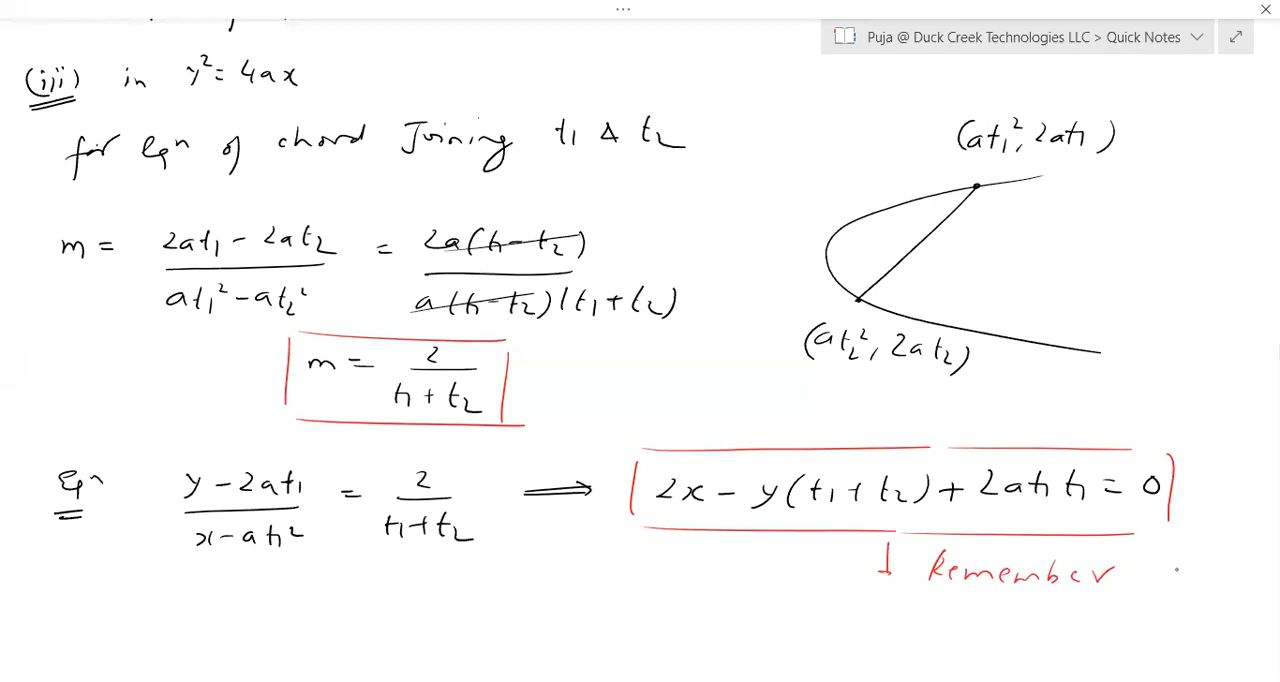 Puja @ Duck Creek Technologies LLC > Quick Notes
(iii) in y² = 4ax
for Eqn of chord Joining t₁ & t₂
(at₁², 2at₁)
m = (2at₁ - 2at₂)/(at₁² - at₂²) = 2a(t₁ - t₂)/a(t₁ - t₂)(t₁ + t₂)
(at₂², 2at₂)
m = 2/(t₁ + t₂)
Eqn (y - 2at₁)/(x - at₁²) = 2/(t₁ + t₂) ⟹ 2x - y(t₁ + t₂) + 2at₁t₂ = 0
Remember